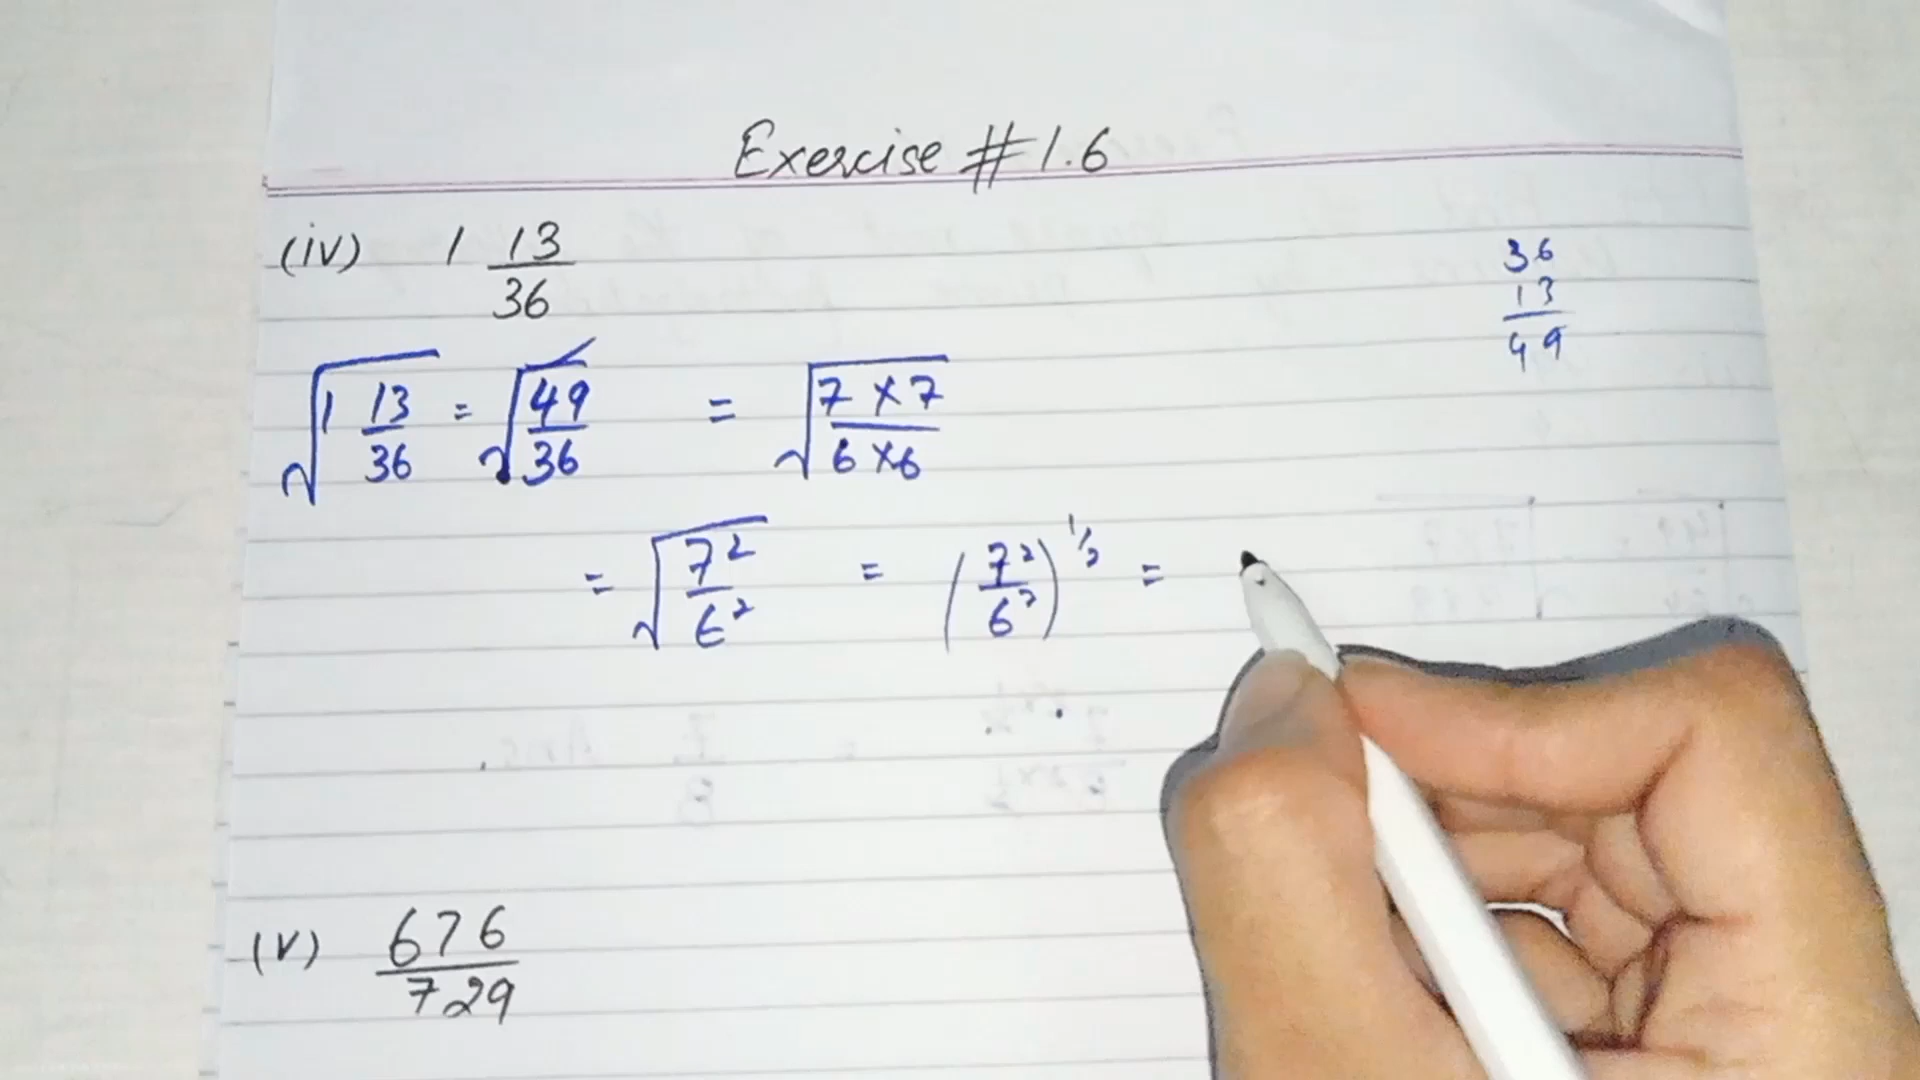 Exercise #1.6
(iv) 1 13/36
36
13
49
√(1 13/36) = √(49/36) = √((7×7)/(6×6))
= √(7²/6²) = (7²/6²)^1/2 =
(v) 676/729